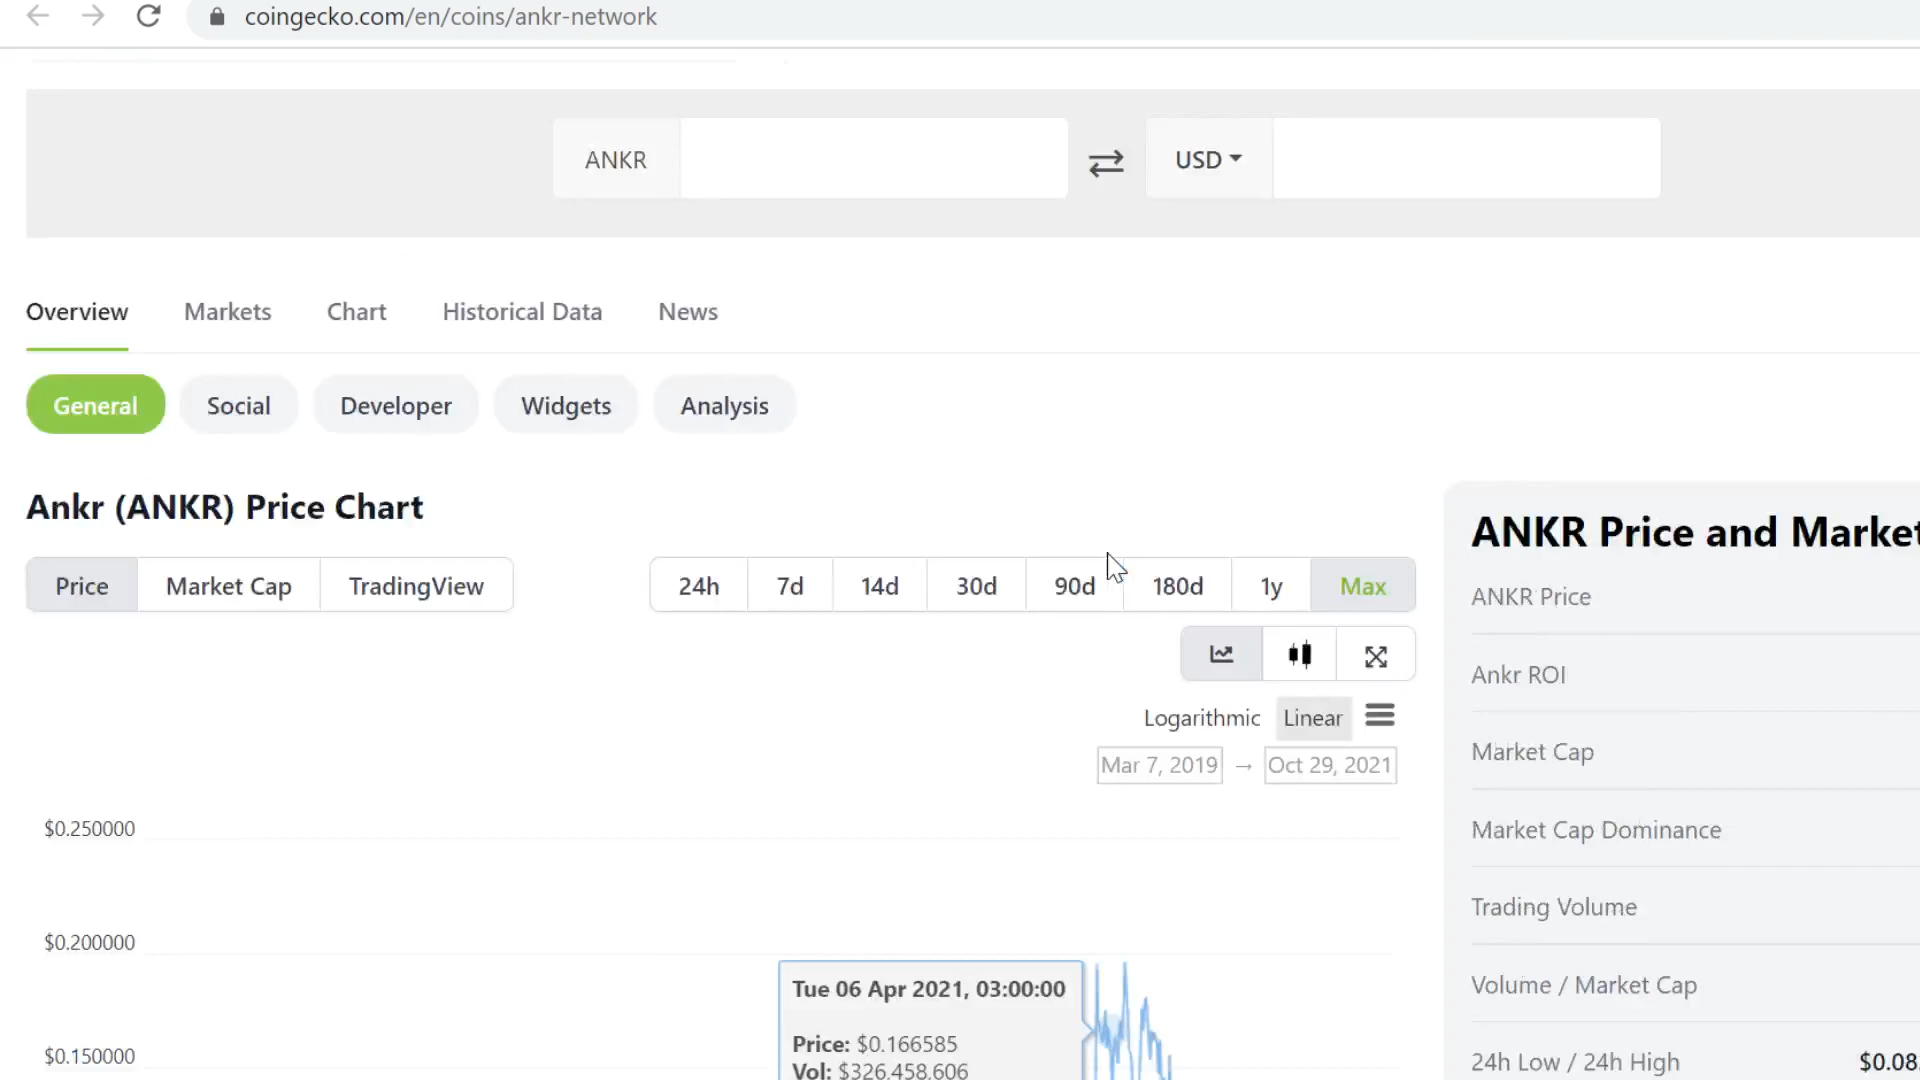 coingecko.com/en/coins/ankr-network
ANKR
USD
Overview Markets Chart Historical Data News
General Social Developer Widgets Analysis
Ankr (ANKR) Price Chart
Price Market Cap TradingView
24h 7d 14d 30d 90d 180d 1y Max
Logarithmic Linear
Mar 7, 2019 → Oct 29, 2021
$0.250000
$0.200000
$0.150000
Tue 06 Apr 2021, 03:00:00
Price: $0.166585
Vol: $326,458,606
ANKR Price and Market
ANKR Price
Ankr ROI
Market Cap
Market Cap Dominance
Trading Volume
Volume / Market Cap
24h Low / 24h High $0.08